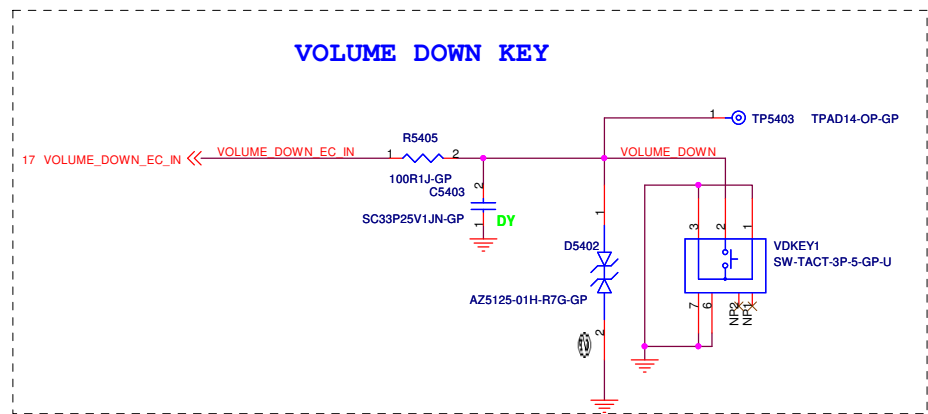 VOLUME DOWN KEY
1 TP5403 TPAD14-OP-GP
R5405
17 VOLUME_DOWN_EC_IN VOLUME_DOWN_EC_IN 1 2 VOLUME_DOWN
100R1J-GP
C5403
2
SC33P25V1JN-GP
1
DY
1
3
2
1
D5402
VDKEY1
SW-TACT-3P-5-GP-U
AZ5125-01H-R7G-GP
7
6
NP2
NP1
2